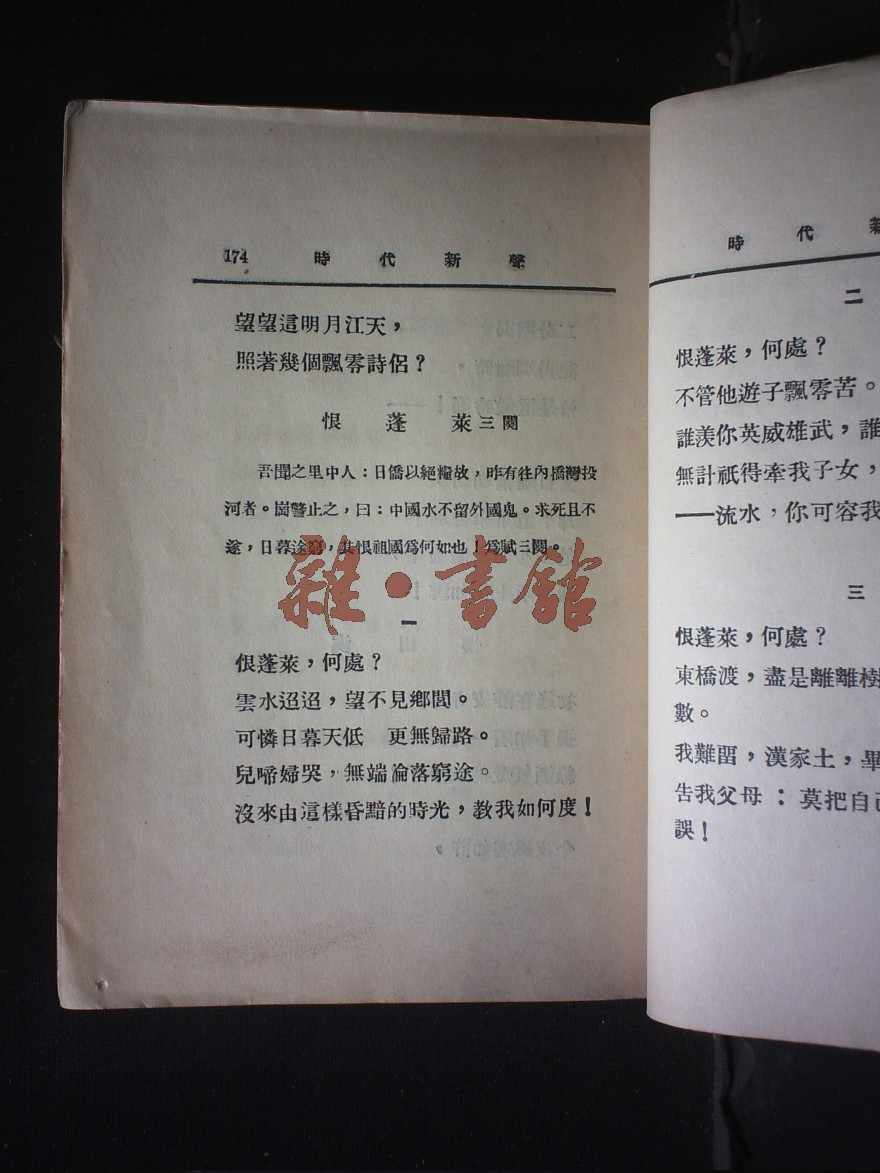 174 時代新聲
望望這明月江天，
照著幾個飄零詩侶？
恨蓬萊三闋
吾聞之里中人：日僑以絕糧故，昨有往內橋灣投
河者。崗警止之，曰：中國水不留外國鬼。求死且不
遂，日暮途窮，其恨祖國爲何如也！爲賦三闋。
雜·書館
一
恨蓬萊，何處？
雲水迢迢，望不見鄉閭。
可憐日暮天低　更無歸路。
兒啼婦哭，無端淪落窮途。
沒來由這樣昏黯的時光，教我如何度！
時代新
二
恨蓬萊，何處？
不管他遊子飄零苦。
誰羨你英威雄武，誰
無計祇得牽我子女，
——流水，你可容我
三
恨蓬萊，何處？
東橋渡，盡是離離樹
數。
我難留，漢家土，畢
告我父母：莫把自己
誤！